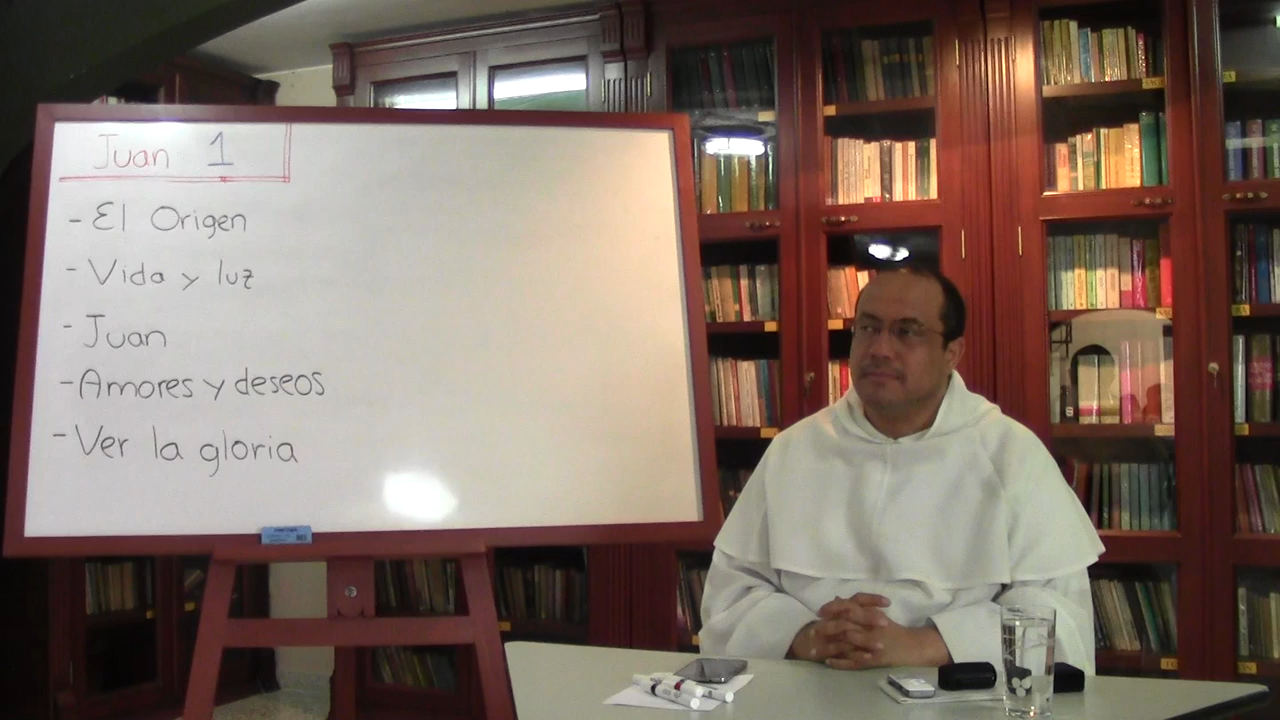 Juan 1
- El Origen
- Vida y luz
- Juan
- Amores y deseos
- Ver la gloria